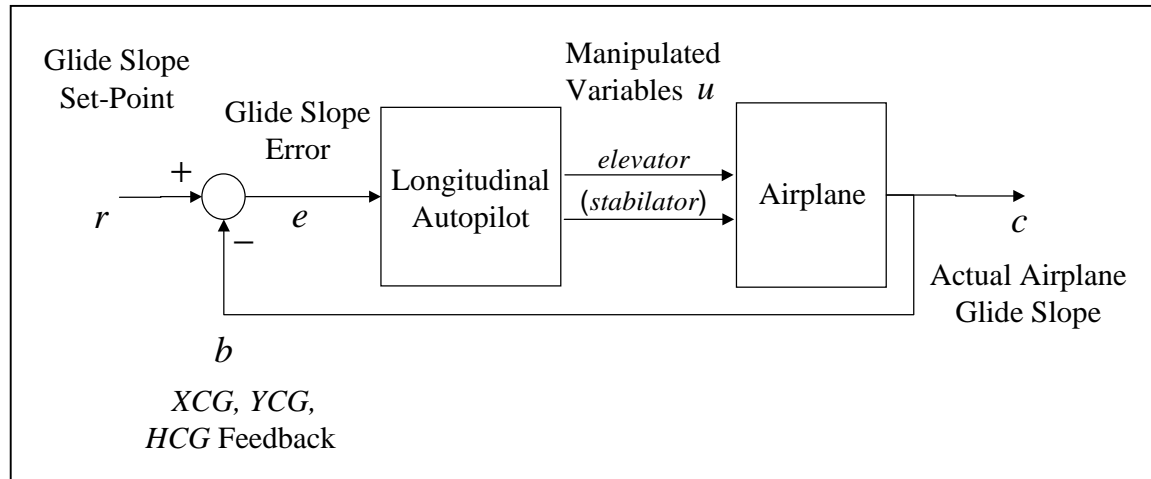 Glide Slope
Set-Point
Glide Slope
Error
Manipulated
Variables u
Longitudinal
Autopilot
elevator
(stabilator)
Airplane
+
r
−
e
c
Actual Airplane
Glide Slope
b
XCG, YCG,
HCG Feedback